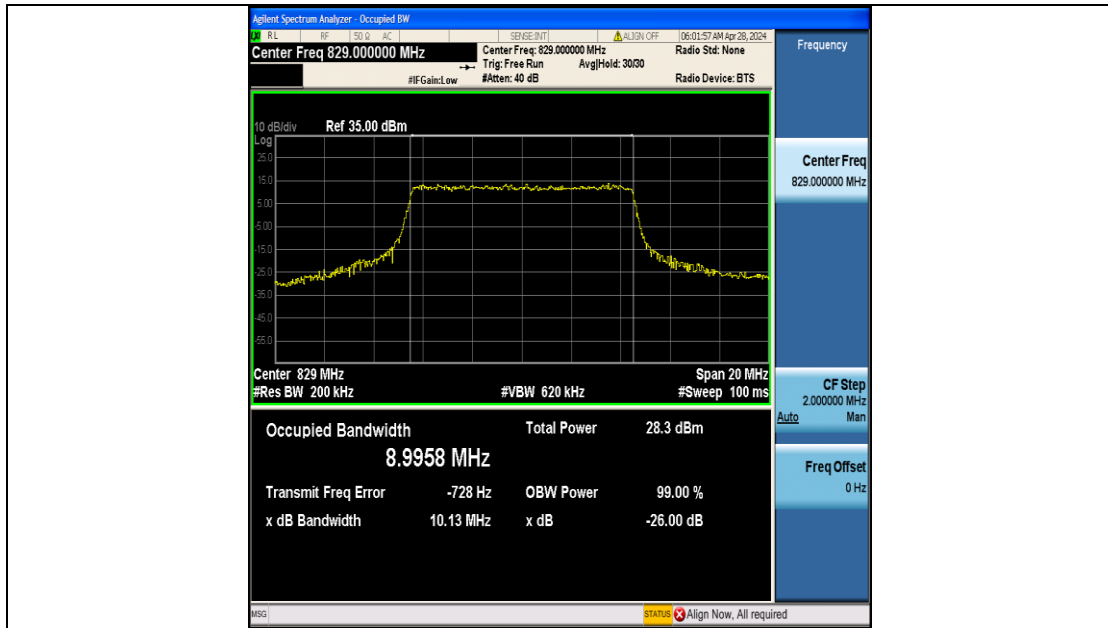 Agilent Spectrum Analyzer - Occupied BW
RL RF 50 Ω AC SENSE:INT ALIGN OFF 06:01:57 AM Apr 28, 2024
Center Freq 829.000000 MHz
Center Freq: 829.000000 MHz Radio Std: None
Trig: Free Run Avg|Hold: 30/30
#IFGain:Low #Atten: 40 dB Radio Device: BTS
10 dB/div Ref 35.00 dBm
Log
25.0
15.0
5.00
-5.00
-15.0
-25.0
-35.0
-45.0
-55.0
Center 829 MHz Span 20 MHz
#Res BW 200 kHz #VBW 620 kHz #Sweep 100 ms
Occupied Bandwidth Total Power 28.3 dBm
8.9958 MHz
Transmit Freq Error -728 Hz OBW Power 99.00 %
x dB Bandwidth 10.13 MHz x dB -26.00 dB
Frequency
Center Freq
829.000000 MHz
CF Step
2.000000 MHz
Auto Man
Freq Offset
0 Hz
MSG STATUS Align Now, All required